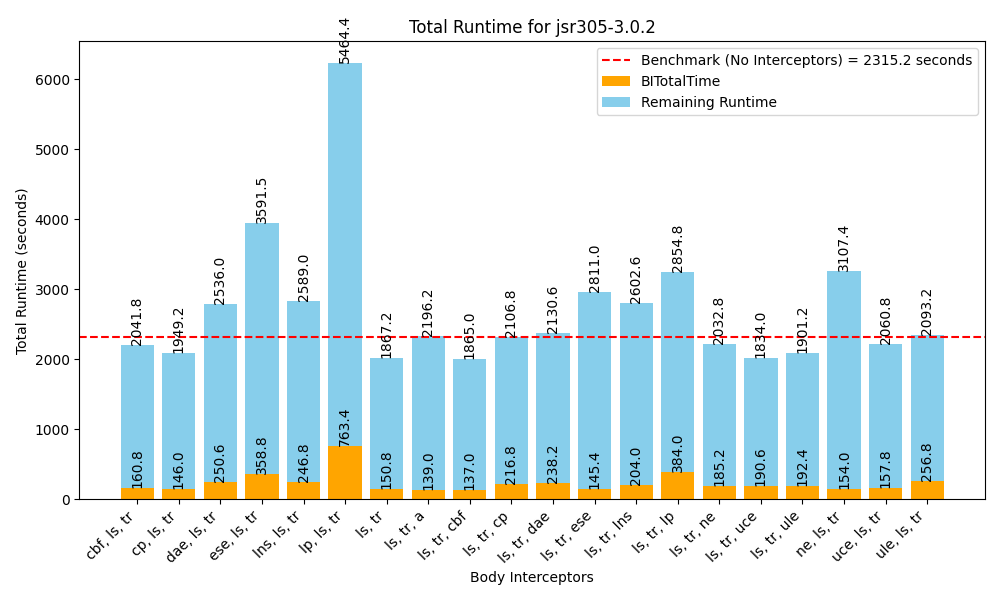 Total Runtime for jsr305-3.0.2
Benchmark (No Interceptors) = 2315.2 seconds
BITotalTime
Remaining Runtime
Total Runtime (seconds)
6000
5000
4000
3000
2000
1000
0
2041.8
1949.2
2536.0
3591.5
2589.0
5464.4
1867.2
2196.2
1865.0
2106.8
2130.6
2811.0
2602.6
2854.8
2032.8
1834.0
1901.2
3107.4
2060.8
2093.2
160.8
146.0
250.6
358.8
246.8
763.4
150.8
139.0
137.0
216.8
238.2
145.4
204.0
384.0
185.2
190.6
192.4
154.0
157.8
256.8
cbf, ls, tr
cp, ls, tr
dae, ls, tr
ese, ls, tr
lns, ls, tr
lp, ls, tr
ls, tr
ls, tr, a
ls, tr, cbf
ls, tr, cp
ls, tr, dae
ls, tr, ese
ls, tr, lns
ls, tr, lp
ls, tr, ne
ls, tr, uce
ls, tr, ule
ne, ls, tr
uce, ls, tr
ule, ls, tr
Body Interceptors